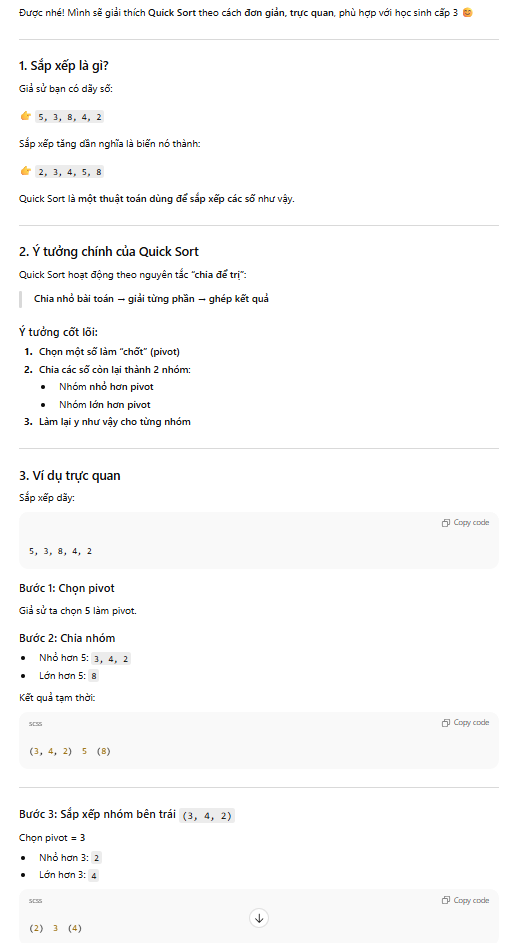 Được nhé! Mình sẽ giải thích Quick Sort theo cách đơn giản, trực quan, phù hợp với học sinh cấp 3 😊
1. Sắp xếp là gì?
Giả sử bạn có dãy số:
👉 5, 3, 8, 4, 2
Sắp xếp tăng dần nghĩa là biến nó thành:
👉 2, 3, 4, 5, 8
Quick Sort là một thuật toán dùng để sắp xếp các số như vậy.
2. Ý tưởng chính của Quick Sort
Quick Sort hoạt động theo nguyên tắc “chia để trị”:
Chia nhỏ bài toán → giải từng phần → ghép kết quả
Ý tưởng cốt lõi:
1. Chọn một số làm “chốt” (pivot)
2. Chia các số còn lại thành 2 nhóm:
• Nhóm nhỏ hơn pivot
• Nhóm lớn hơn pivot
3. Làm lại y như vậy cho từng nhóm
3. Ví dụ trực quan
Sắp xếp dãy:
Copy code
5, 3, 8, 4, 2
Bước 1: Chọn pivot
Giả sử ta chọn 5 làm pivot.
Bước 2: Chia nhóm
• Nhỏ hơn 5: 3, 4, 2
• Lớn hơn 5: 8
Kết quả tạm thời:
scss Copy code
(3, 4, 2) 5 (8)
Bước 3: Sắp xếp nhóm bên trái (3, 4, 2)
Chọn pivot = 3
• Nhỏ hơn 3: 2
• Lớn hơn 3: 4
scss Copy code
(2) 3 (4)